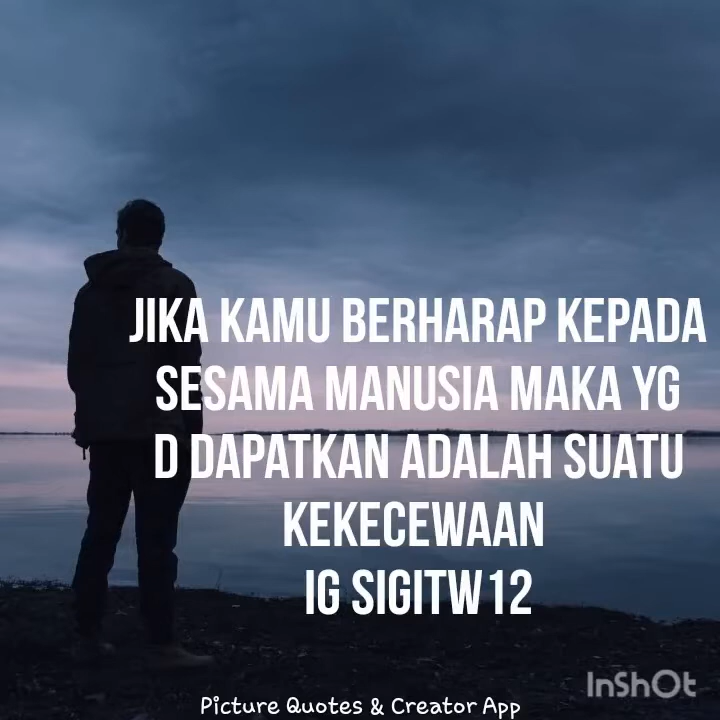 JIKA KAMU BERHARAP KEPADA
SESAMA MANUSIA MAKA YG
D DAPATKAN ADALAH SUATU
KEKECEWAAN
IG SIGITW12
InShOt
Picture Quotes & Creator App